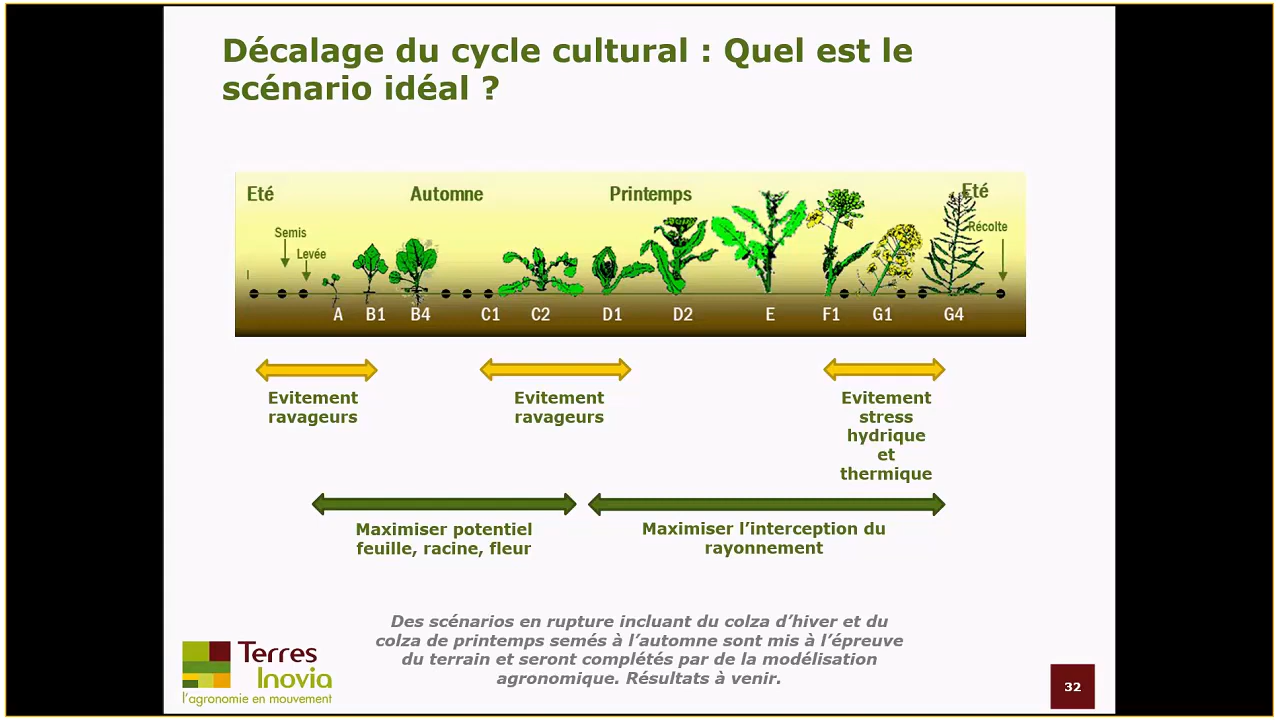 Décalage du cycle cultural : Quel est le
scénario idéal ?
Eté
Automne
Printemps
Eté
Semis
Levée
Récolte
A
B1
B4
C1
C2
D1
D2
E
F1
G1
G4
Evitement
ravageurs
Evitement
ravageurs
Evitement
stress
hydrique
et
thermique
Maximiser potentiel
feuille, racine, fleur
Maximiser l’interception du
rayonnement
Des scénarios en rupture incluant du colza d’hiver et du
colza de printemps semés à l’automne sont mis à l’épreuve
du terrain et seront complétés par de la modélisation
agronomique. Résultats à venir.
Terres
Inovia
l’agronomie en mouvement
32